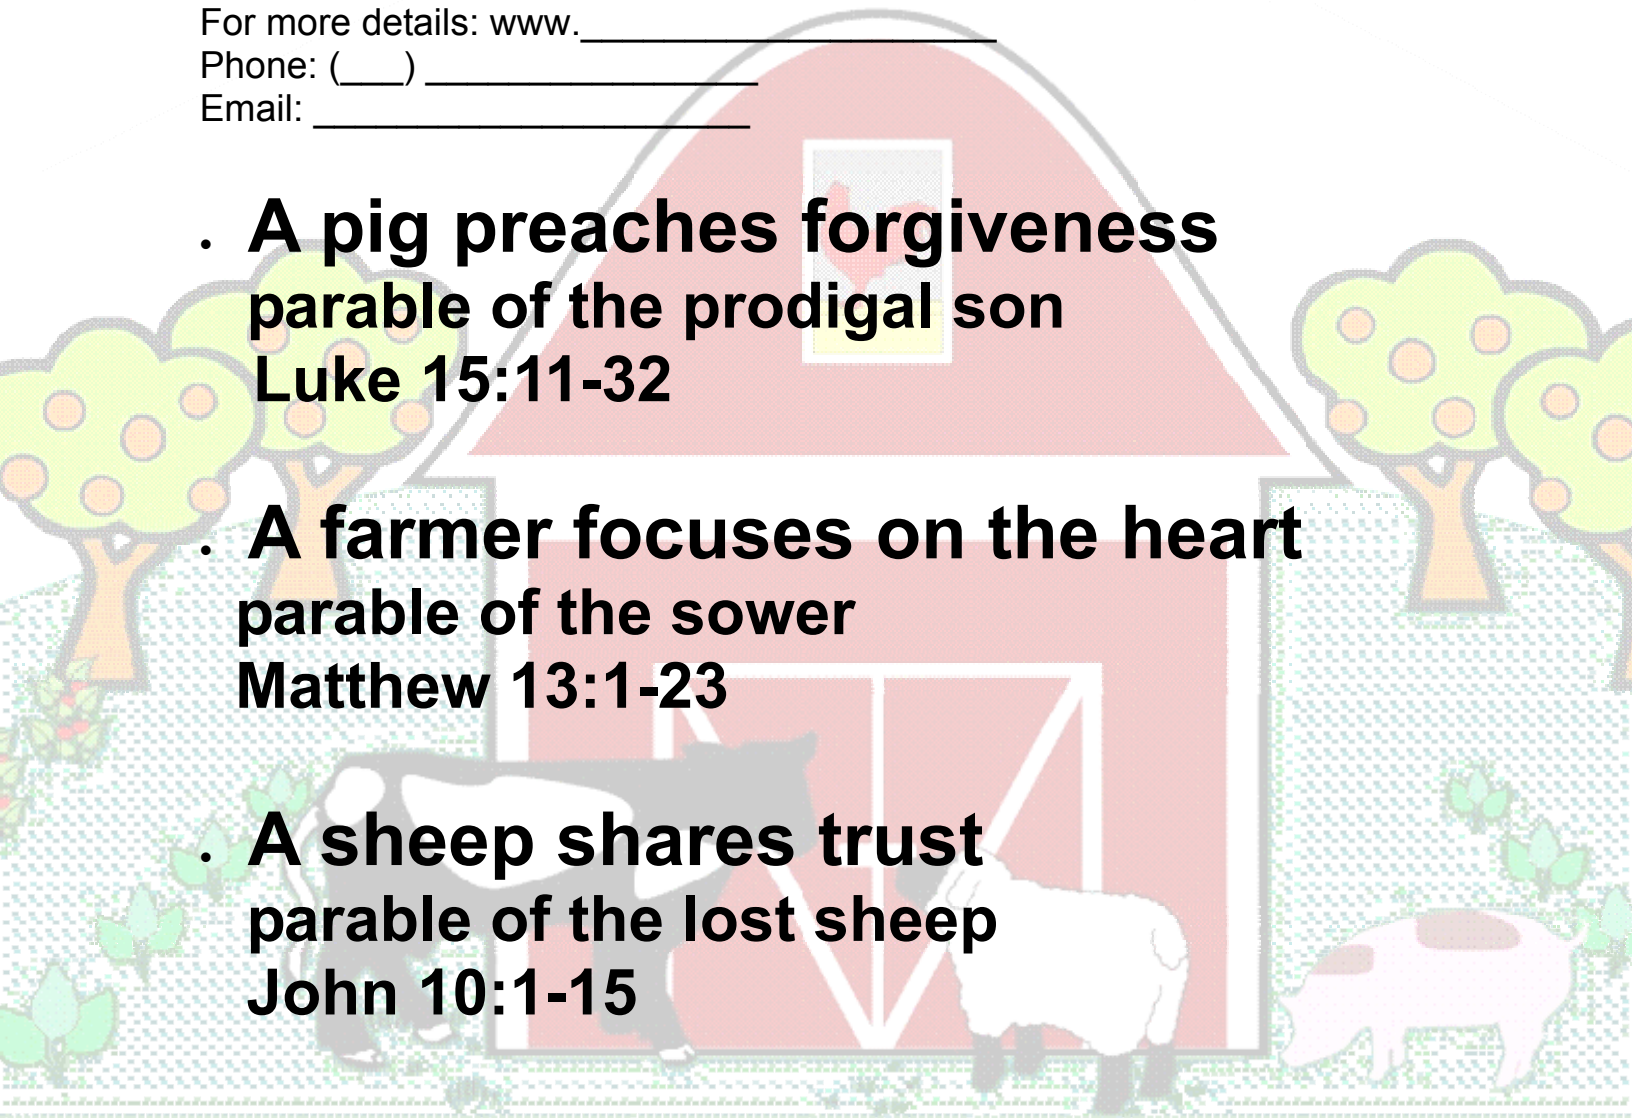 For more details: www.____________________
Phone: (___) ________________
Email: _____________________
• A pig preaches forgiveness
parable of the prodigal son
Luke 15:11-32
• A farmer focuses on the heart
parable of the sower
Matthew 13:1-23
• A sheep shares trust
parable of the lost sheep
John 10:1-15